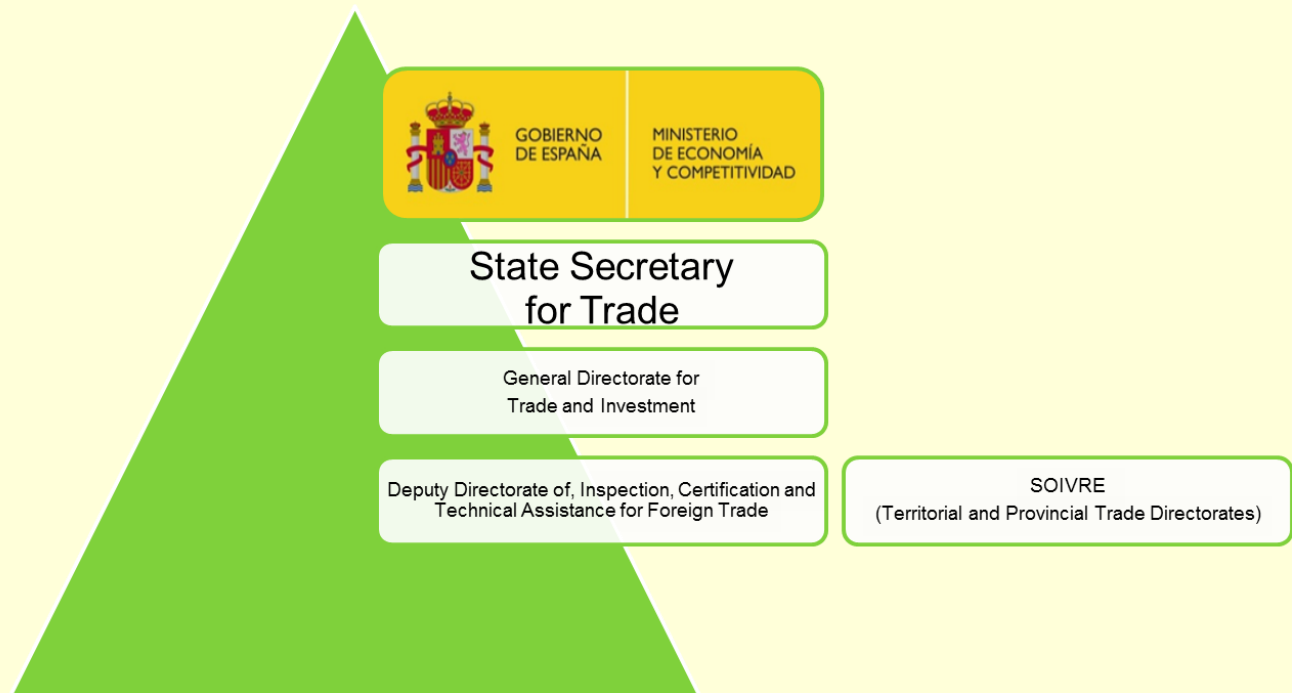 GOBIERNO
DE ESPAÑA
MINISTERIO
DE ECONOMÍA
Y COMPETITIVIDAD
State Secretary
for Trade
General Directorate for
Trade and Investment
Deputy Directorate of, Inspection, Certification and
Technical Assistance for Foreign Trade
SOIVRE
(Territorial and Provincial Trade Directorates)